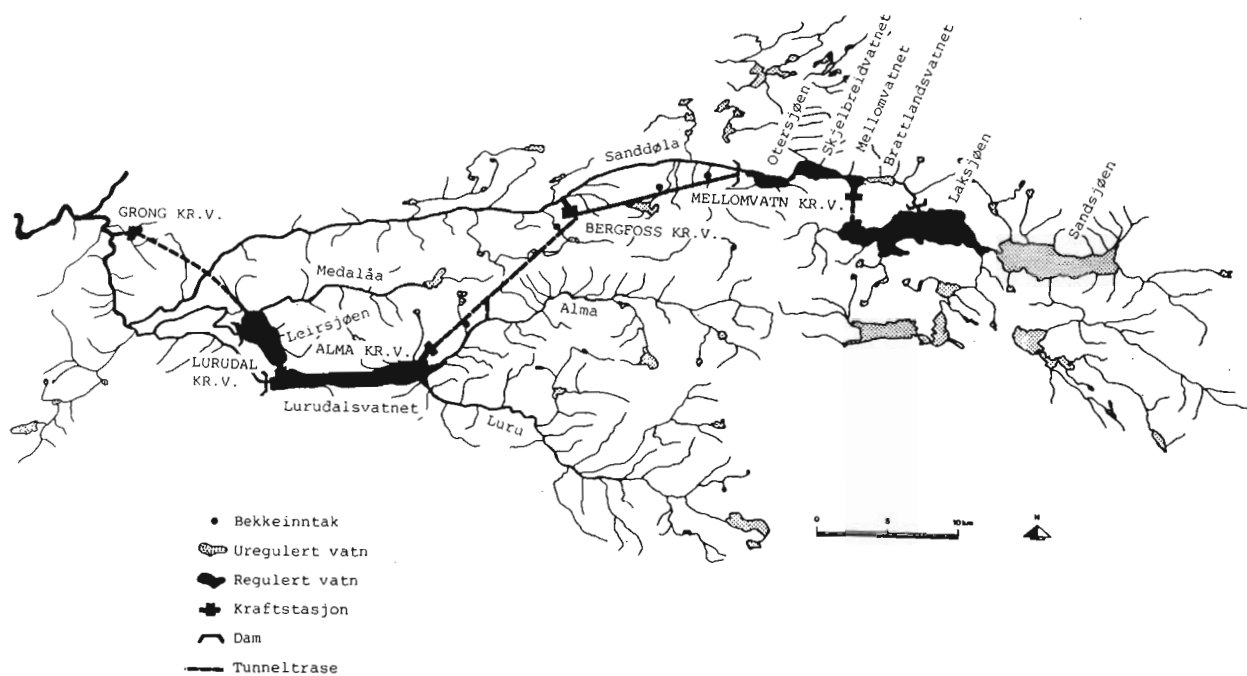 Otersjøen
Skjelbreidvatnet
Mellomvatnet
Brattlandsvatnet
Laksjøen
Sandsjøen
Sanddøla
GRONG KR.V.
MELLOMVATN KR.V.
BERGFOSS KR.V.
Medalåa
Leirsjøen
Alma
ALMA KR.V.
LURUDAL
KR.V.
Lurudalsvatnet
Luru
Bekkeinntak
Uregulert vatn
Regulert vatn
Kraftstasjon
Dam
Tunneltrase
0 5 10 km
N